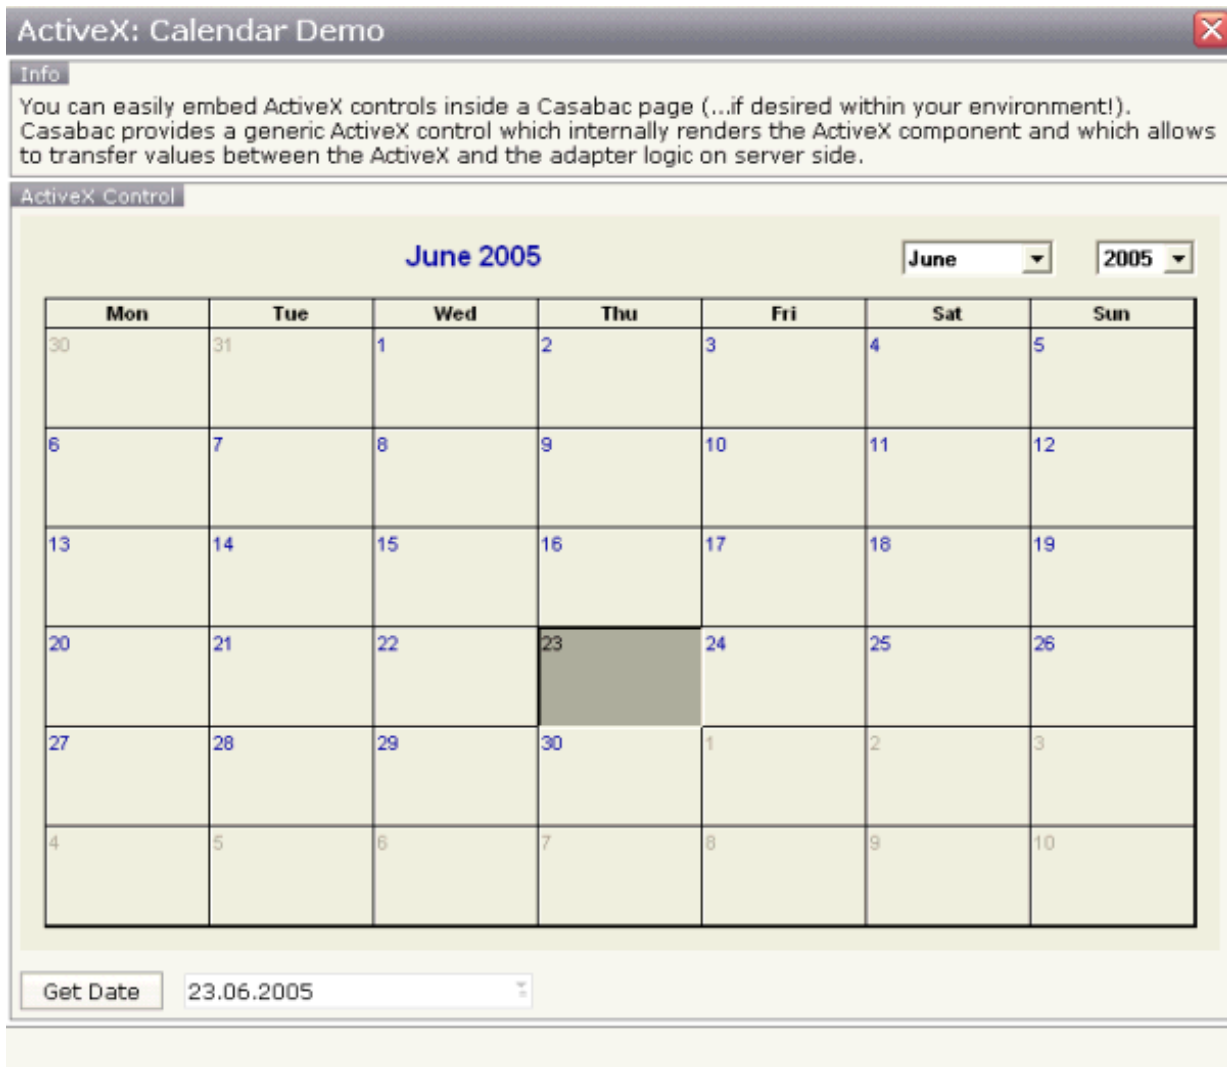 ActiveX: Calendar Demo
Info
You can easily embed ActiveX controls inside a Casabac page (...if desired within your environment!).
Casabac provides a generic ActiveX control which internally renders the ActiveX component and which allows
to transfer values between the ActiveX and the adapter logic on server side.
ActiveX Control
June 2005 June 2005
Mon Tue Wed Thu Fri Sat Sun
30 31 1 2 3 4 5
6 7 8 9 10 11 12
13 14 15 16 17 18 19
20 21 22 23 24 25 26
27 28 29 30 1 2 3
4 5 6 7 8 9 10
Get Date 23.06.2005